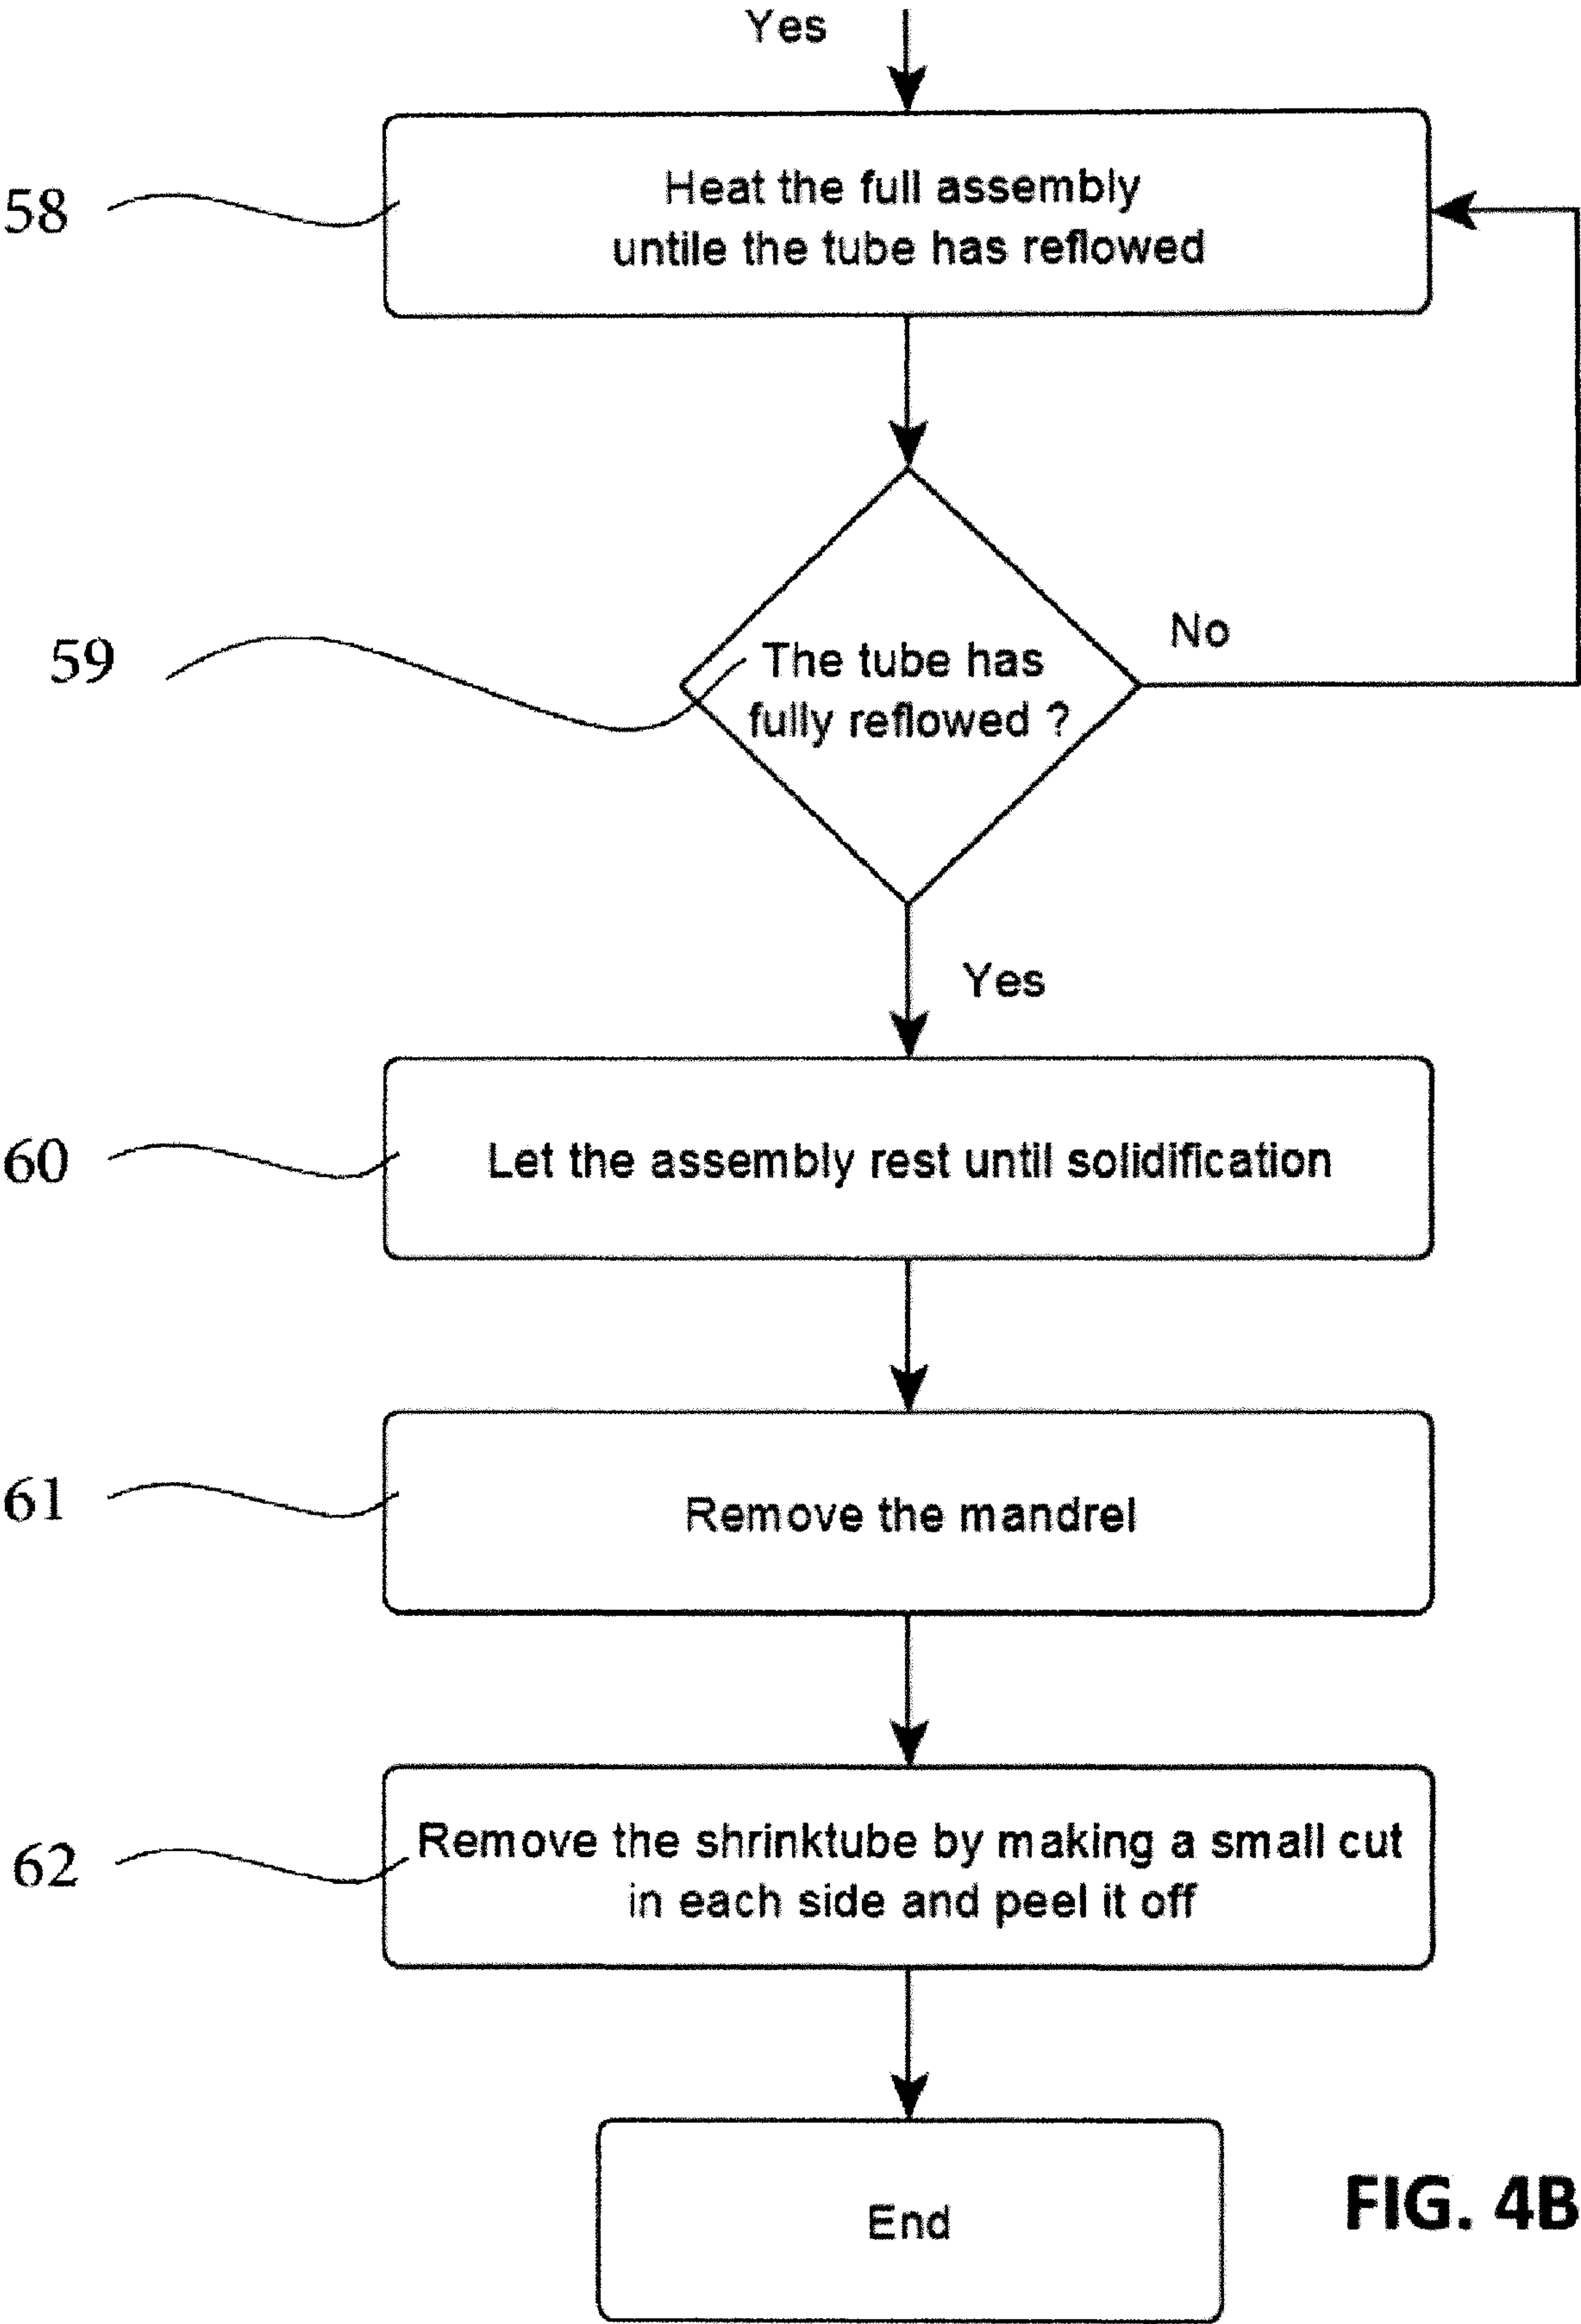 Yes
58
Heat the full assembly
untile the tube has reflowed
59
The tube has
fully reflowed ?
No
Yes
60
Let the assembly rest until solidification
61
Remove the mandrel
62
Remove the shrinktube by making a small cut
in each side and peel it off
End
FIG. 4B